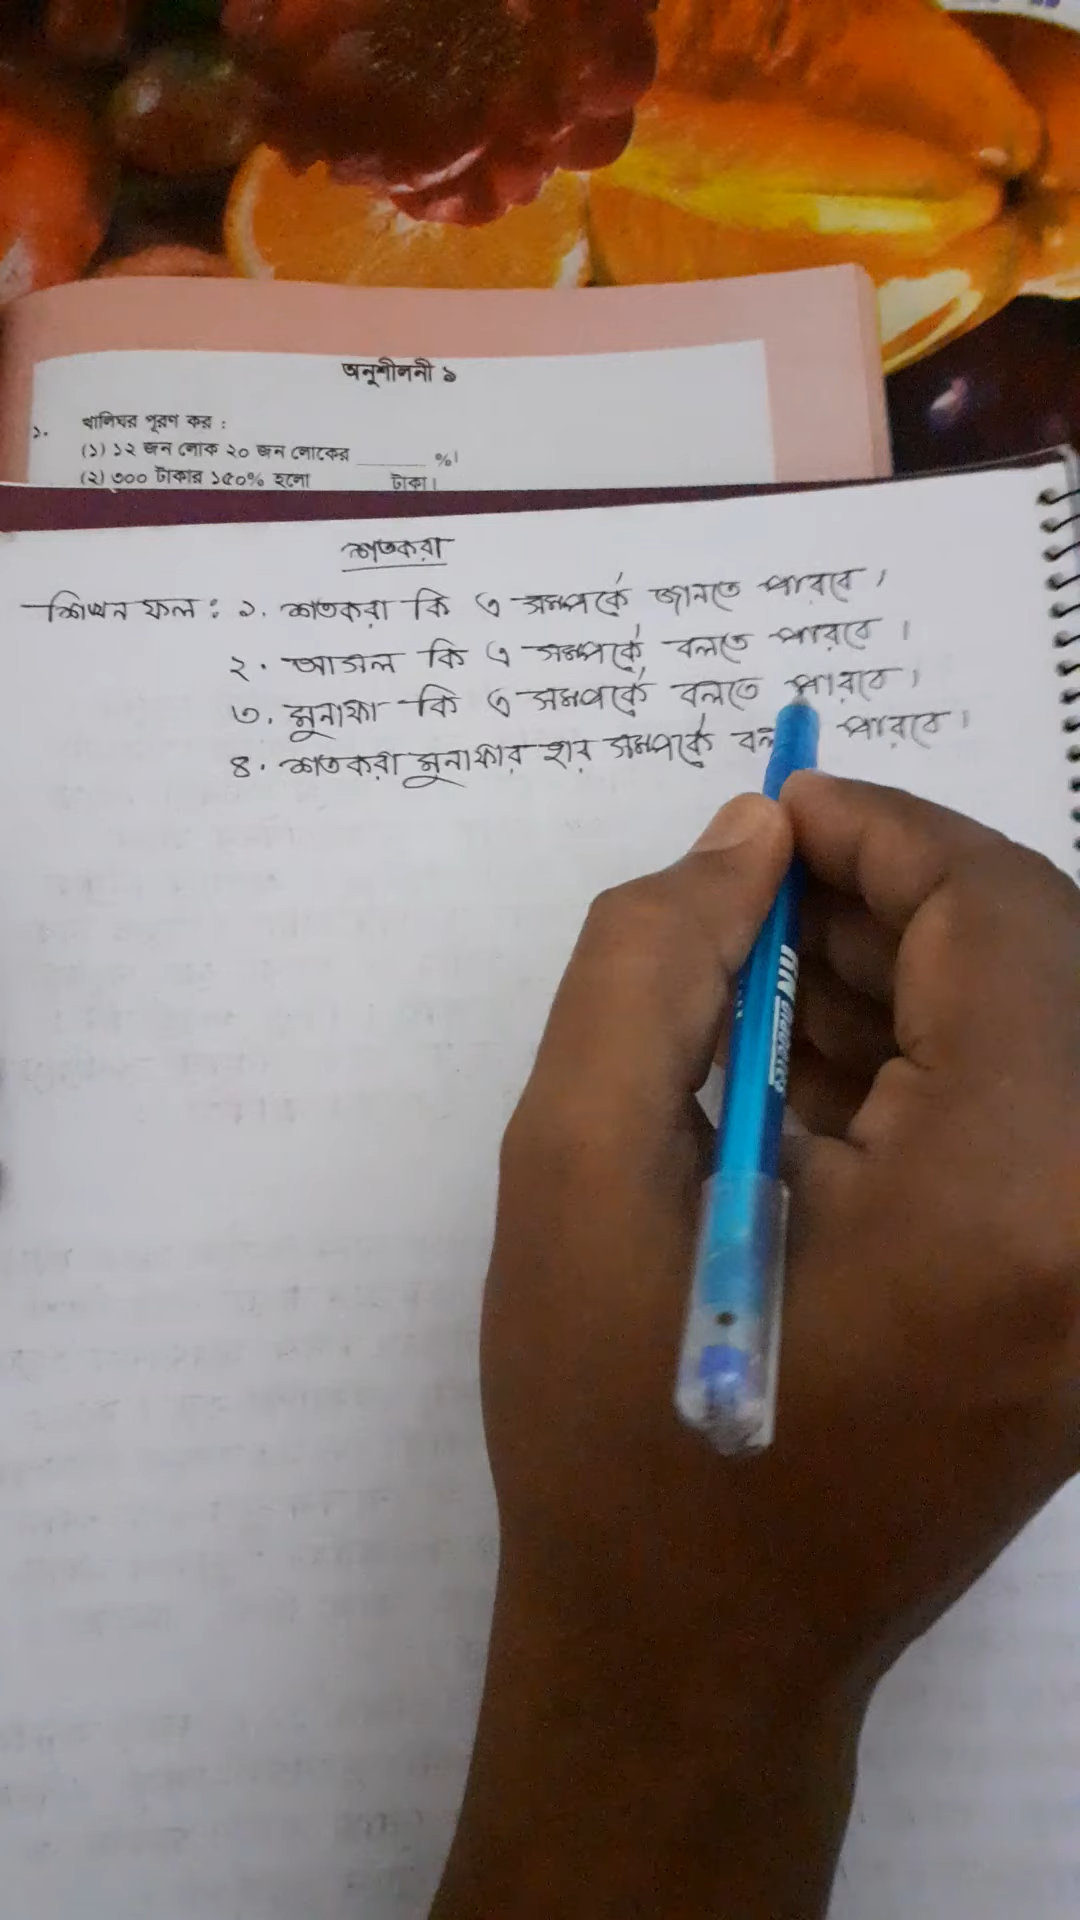 অনুশীলনী ৯
১. খালিঘর পূরণ কর :
(১) ১২ জন লোক ২০ জন লোকের ______ %।
(২) ৩০০ টাকার ১৫০% হলো টাকা।
শতকরা
শিখন ফল : ১. শতকরা কি এ সম্পর্কে জানতে পারবে।
২. আসল কি এ সম্পর্কে বলতে পারবে।
৩. মুনাফা কি এ সম্পর্কে বলতে পারবে।
৪. শতকরা মুনাফার হার সম্পর্কে বল পারবে।